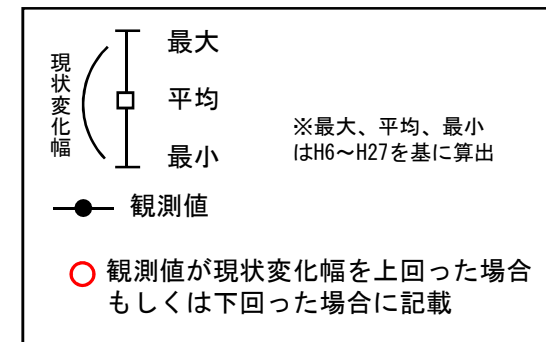 現状変化幅
最大
平均
最小
※最大、平均、最小
はH6～H27を基に算出
観測値
観測値が現状変化幅を上回った場合
もしくは下回った場合に記載